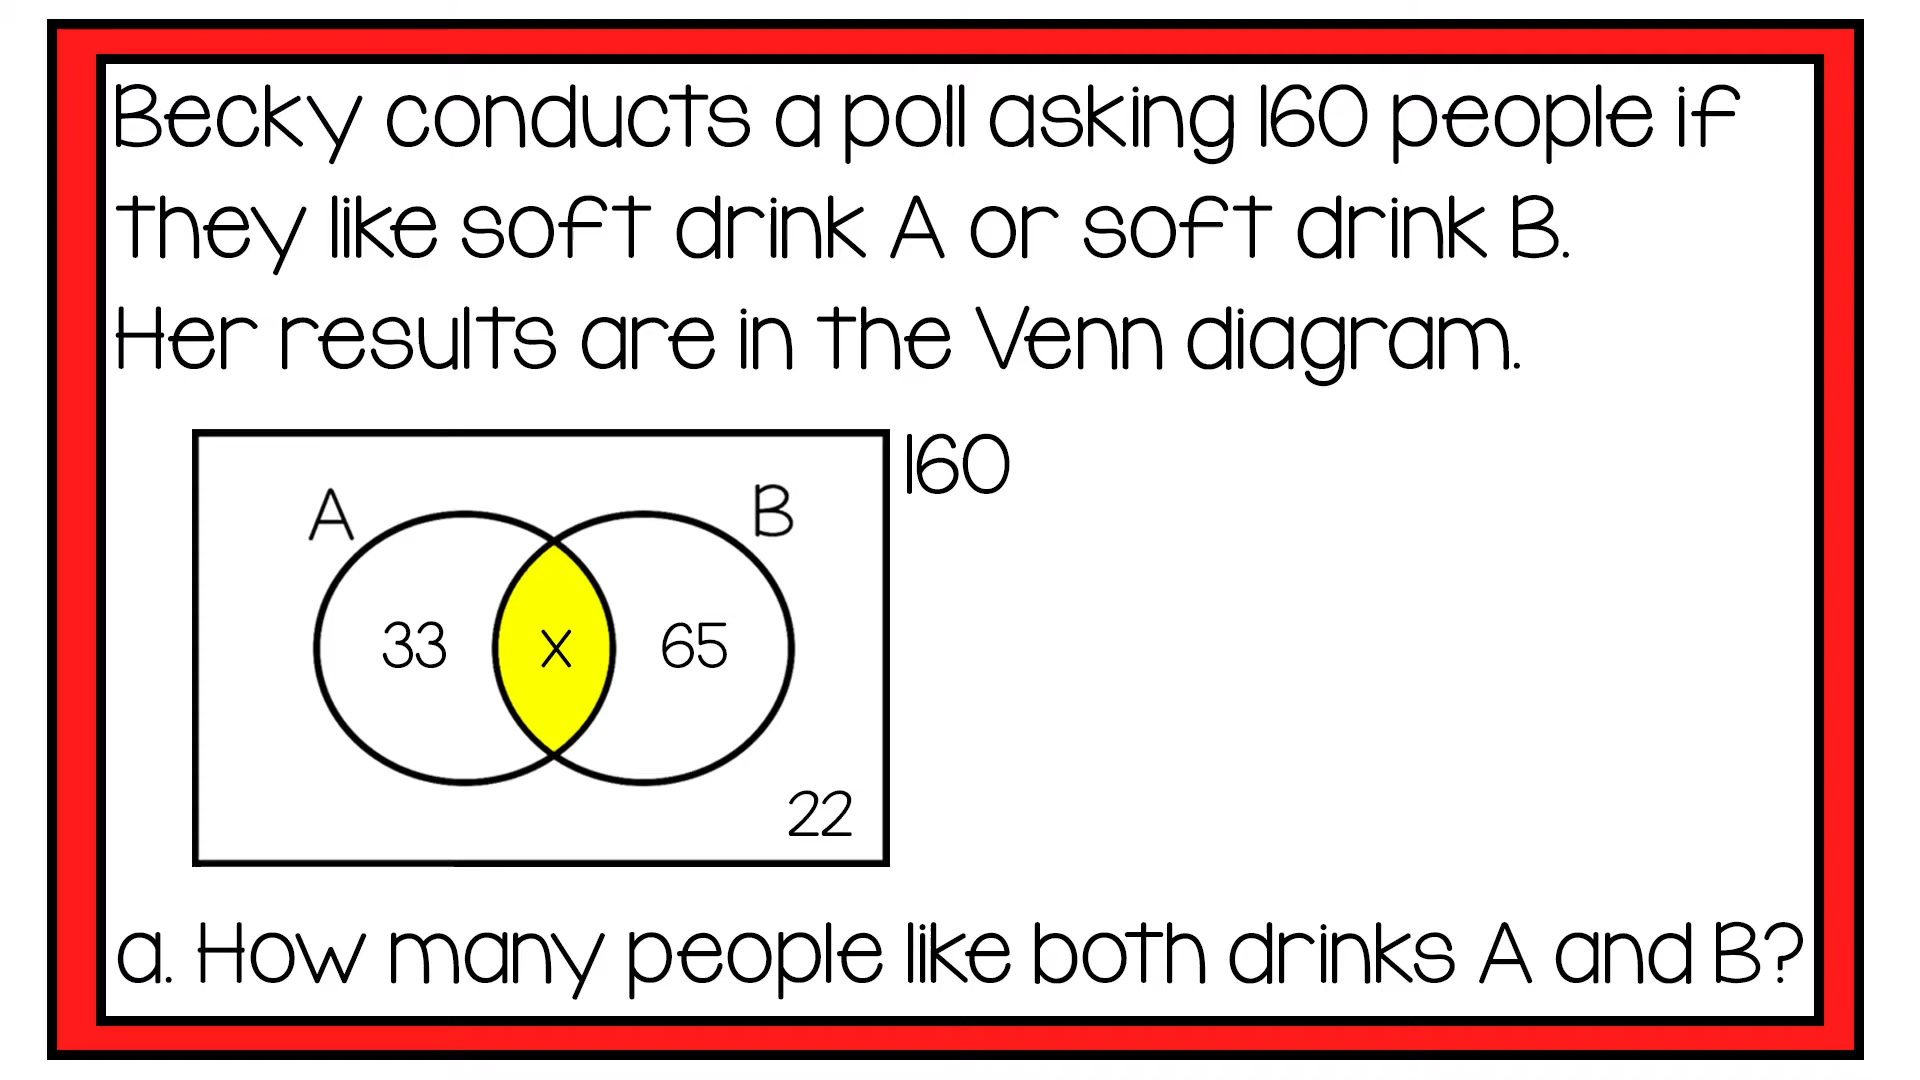 Becky conducts a poll asking 160 people if
they like soft drink A or soft drink B.
Her results are in the Venn diagram.
160
A
B
33
x
65
22
a. How many people like both drinks A and B?